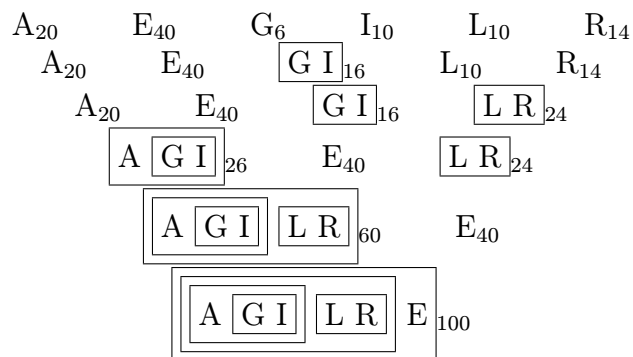 A₂₀ E₄₀ G₆ I₁₀ L₁₀ R₁₄
A₂₀ E₄₀ G I₁₆ L₁₀ R₁₄
A₂₀ E₄₀ G I₁₆ L R₂₄
A G I₂₆ E₄₀ L R₂₄
A G I L R₆₀ E₄₀
A G I L R E₁₀₀